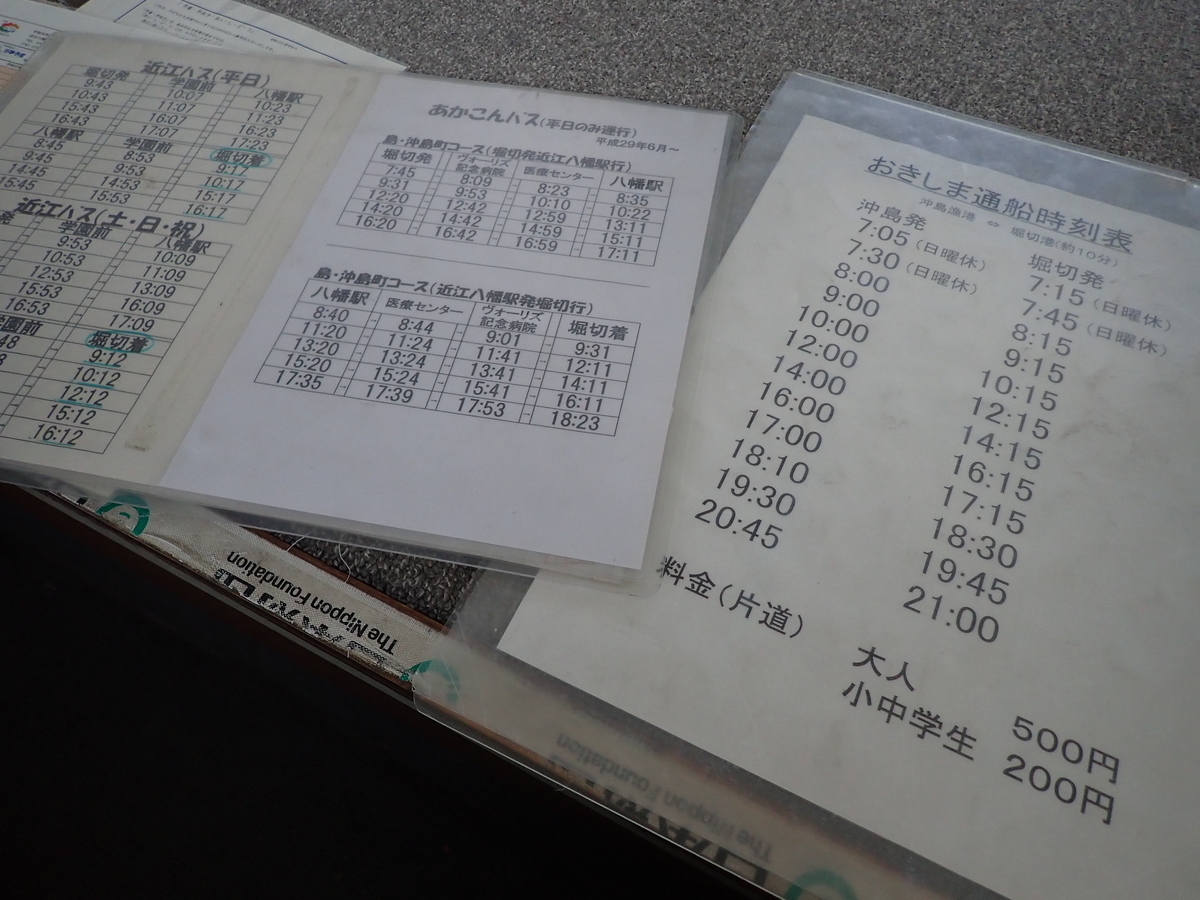 近江バス(平日)
堀切発 学園前 八幡駅
9:43 10:07 10:23
10:43 11:07 11:23
15:43 16:07 16:23
16:43 17:07 17:23
八幡駅 学園前 堀切着
8:45 8:53 9:17
9:45 9:53 10:17
14:45 14:53 15:17
15:45 15:53 16:17
近江バス(土・日・祝)
発 学園前 八幡駅
9:53 10:09
10:53 11:09
12:53 13:09
15:53 16:09
16:53 17:09
学園前 堀切着
9:12
10:12
12:12
15:12
16:12
あかこんバス(平日のみ運行)
平成29年6月~
島・沖島町コース(堀切発近江八幡駅行)
堀切発 ヴォーリズ記念病院 医療センター 八幡駅
7:45 8:09 8:23 8:35
9:31 9:53 10:10 10:22
12:20 12:42 12:59 13:11
14:20 14:42 14:59 15:11
16:20 16:42 16:59 17:11
島・沖島町コース(近江八幡駅発堀切行)
八幡駅 医療センター ヴォーリズ記念病院 堀切着
8:40 8:44 9:01 9:31
11:20 11:24 11:41 12:11
13:20 13:24 13:41 14:11
15:20 15:24 15:41 16:11
17:35 17:39 17:53 18:23
おきしま通船時刻表
沖島漁港 ⇔ 堀切港(約10分)
沖島発 堀切発
7:05(日曜休) 7:15(日曜休)
7:30(日曜休) 7:45(日曜休)
8:00 8:15
9:00 9:15
10:00 10:15
12:00 12:15
14:00 14:15
16:00 16:15
17:00 17:15
18:10 18:30
19:30 19:45
20:45 21:00
料金(片道)
大人 500円
小中学生 200円
The Nippon Foundation
The Nippon Foundation